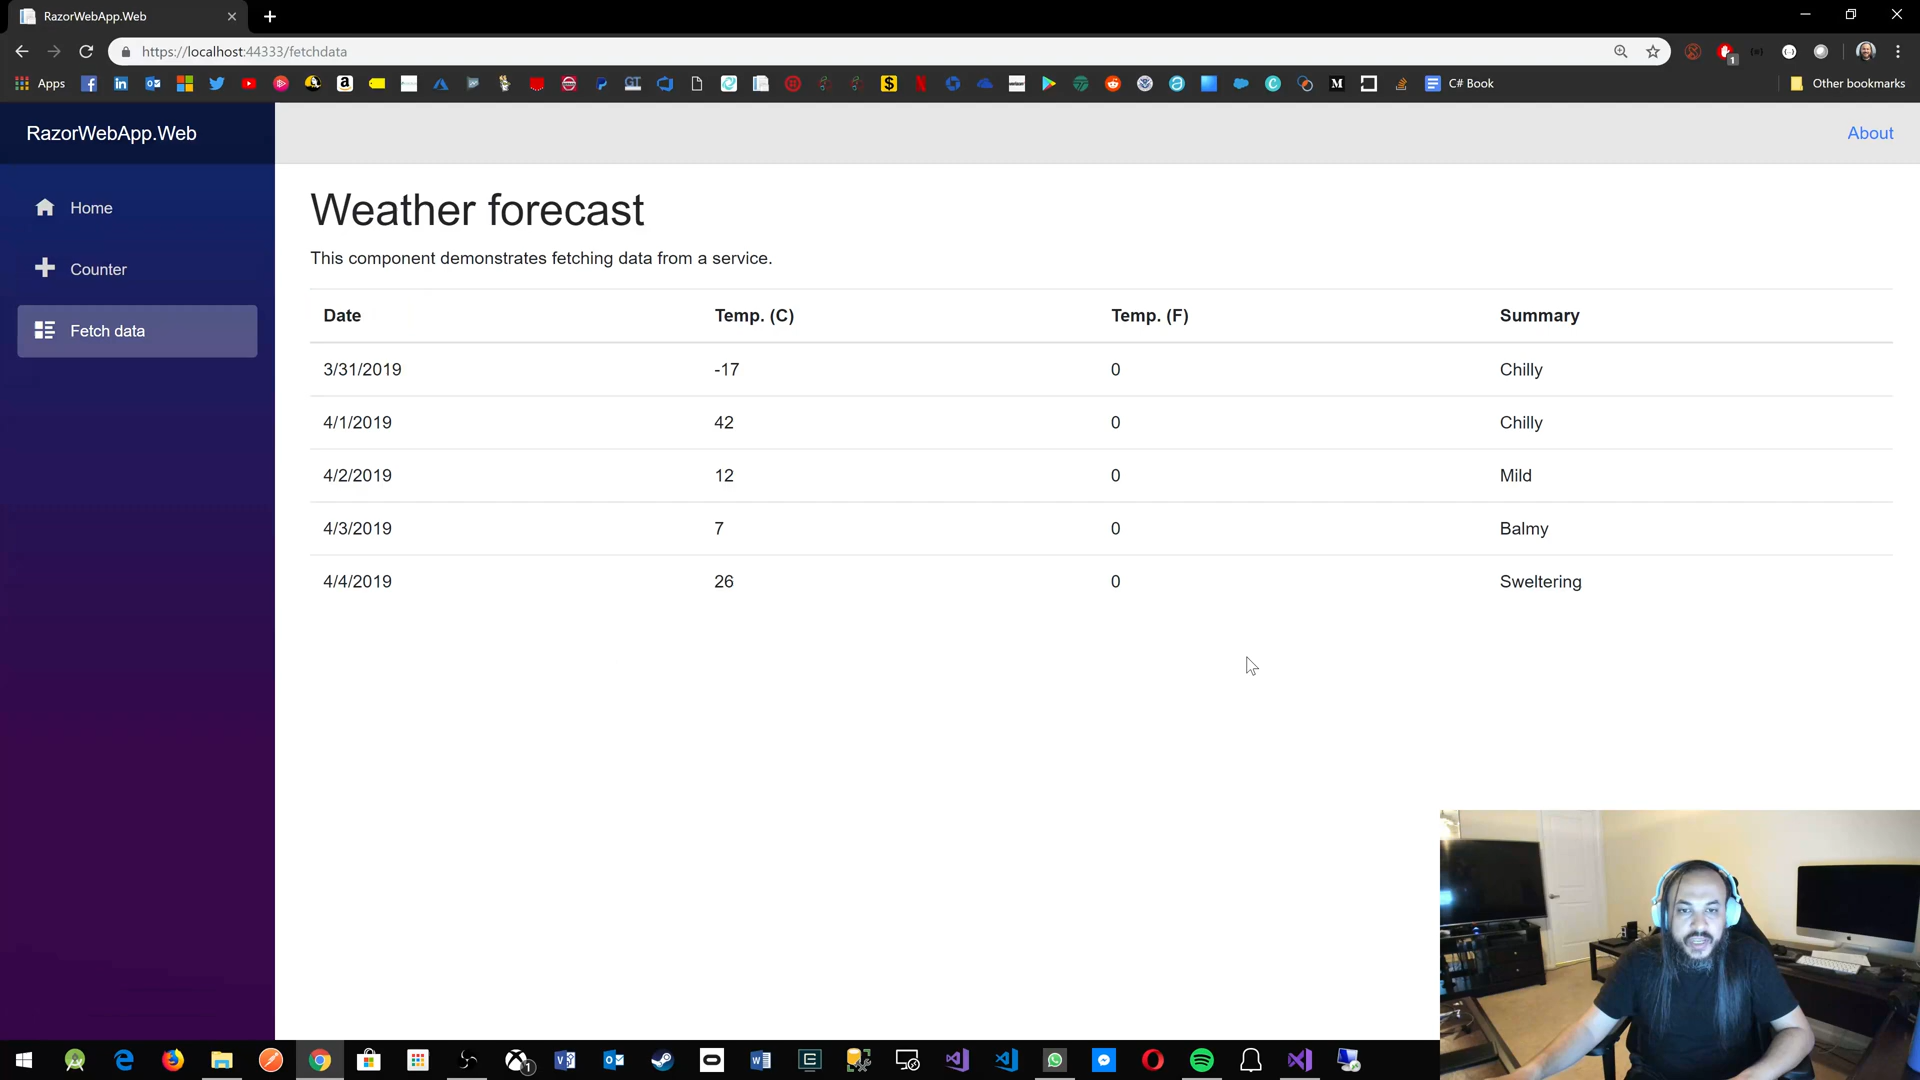 RazorWebApp.Web
https://localhost:44333/fetchdata
1
Apps
C# Book
Other bookmarks
RazorWebApp.Web
About
Home
Counter
Fetch data
Weather forecast
This component demonstrates fetching data from a service.
Date Temp. (C) Temp. (F) Summary
3/31/2019 -17 0 Chilly
4/1/2019 42 0 Chilly
4/2/2019 12 0 Mild
4/3/2019 7 0 Balmy
4/4/2019 26 0 Sweltering
1